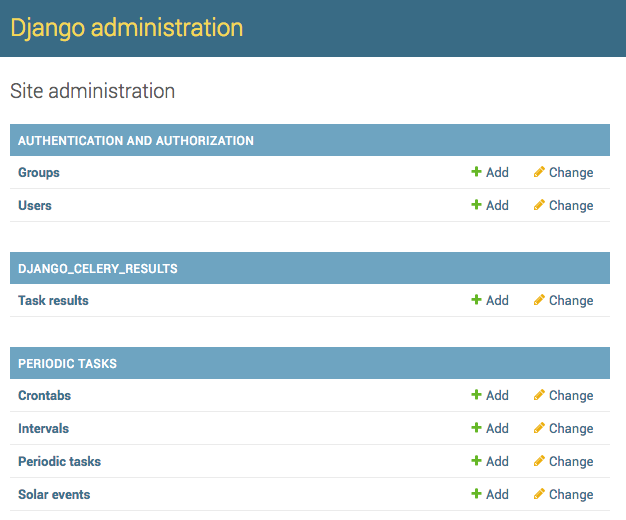 Django administration
Site administration
AUTHENTICATION AND AUTHORIZATION
Groups Add Change
Users Add Change
DJANGO_CELERY_RESULTS
Task results Add Change
PERIODIC TASKS
Crontabs Add Change
Intervals Add Change
Periodic tasks Add Change
Solar events Add Change